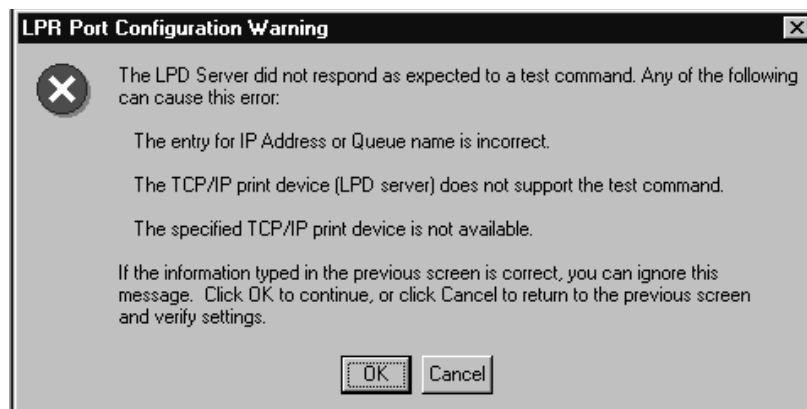 LPR Port Configuration Warning
The LPD Server did not respond as expected to a test command. Any of the following
can cause this error:
The entry for IP Address or Queue name is incorrect.
The TCP/IP print device (LPD server) does not support the test command.
The specified TCP/IP print device is not available.
If the information typed in the previous screen is correct, you can ignore this
message. Click OK to continue, or click Cancel to return to the previous screen
and verify settings.
OK
Cancel